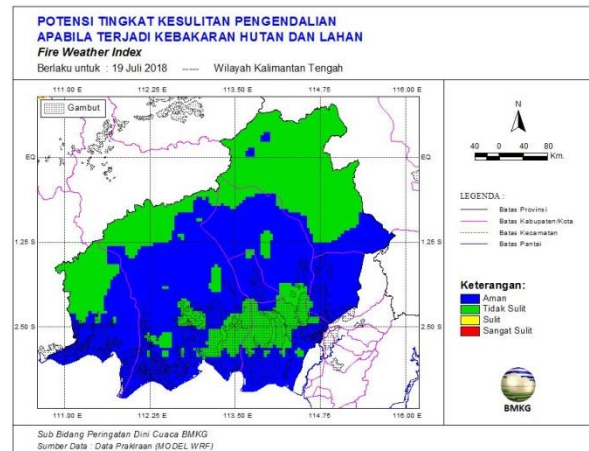 POTENSI TINGKAT KESULITAN PENGENDALIAN
APABILA TERJADI KEBAKARAN HUTAN DAN LAHAN
Fire Weather Index
Berlaku untuk : 19 Juli 2018 ---- Wilayah Kalimantan Tengah
111.00 E 112.25 E 113.50 E 114.75 E 116.00 E
Gambut
EQ EQ
1.25 S 1.25 S
2.50 S 2.50 S
111.00 E 112.25 E 113.50 E 114.75 E 116.00 E
N
40 0 40 80
Km.
LEGENDA :
Batas Provinsi
Batas Kabupaten/Kota
Batas Kecamatan
Batas Pantai
Keterangan:
Aman
Tidak Sulit
Sulit
Sangat Sulit
BMKG
Sub Bidang Peringatan Dini Cuaca BMKG
Sumber Data : Data Prakiraan (MODEL WRF)